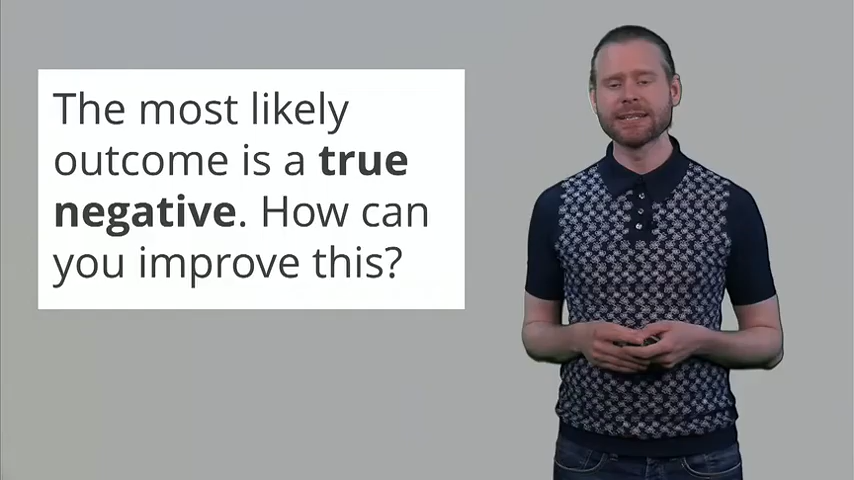 The most likely
outcome is a true
negative. How can
you improve this?